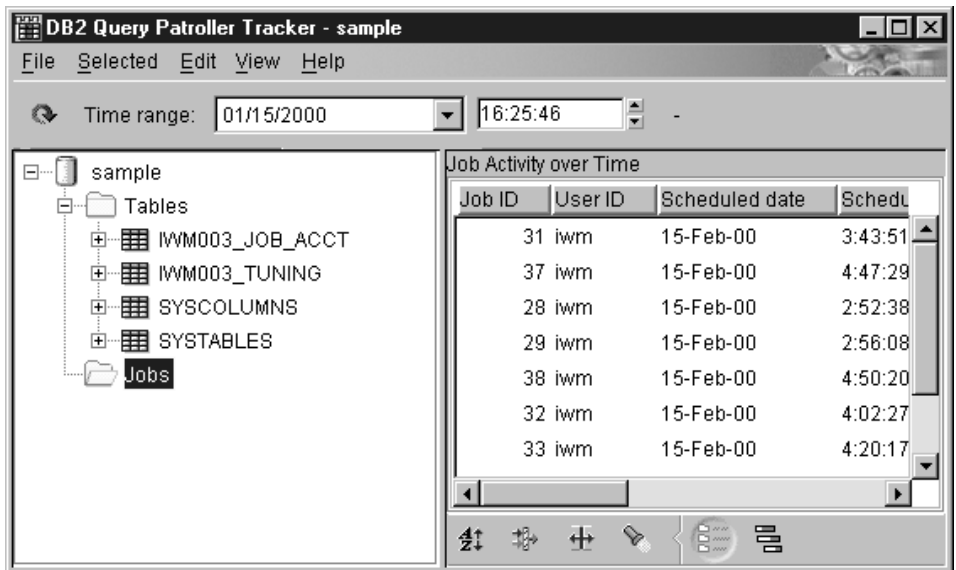 DB2 Query Patroller Tracker - sample
File Selected Edit View Help
Time range: 01/15/2000 16:25:46 -
sample
Tables
IWM003_JOB_ACCT
IWM003_TUNING
SYSCOLUMNS
SYSTABLES
Jobs
Job Activity over Time
Job ID User ID Scheduled date Schedu
31 iwm 15-Feb-00 3:43:51
37 iwm 15-Feb-00 4:47:29
28 iwm 15-Feb-00 2:52:38
29 iwm 15-Feb-00 2:56:08
38 iwm 15-Feb-00 4:50:20
32 iwm 15-Feb-00 4:02:27
33 iwm 15-Feb-00 4:20:17